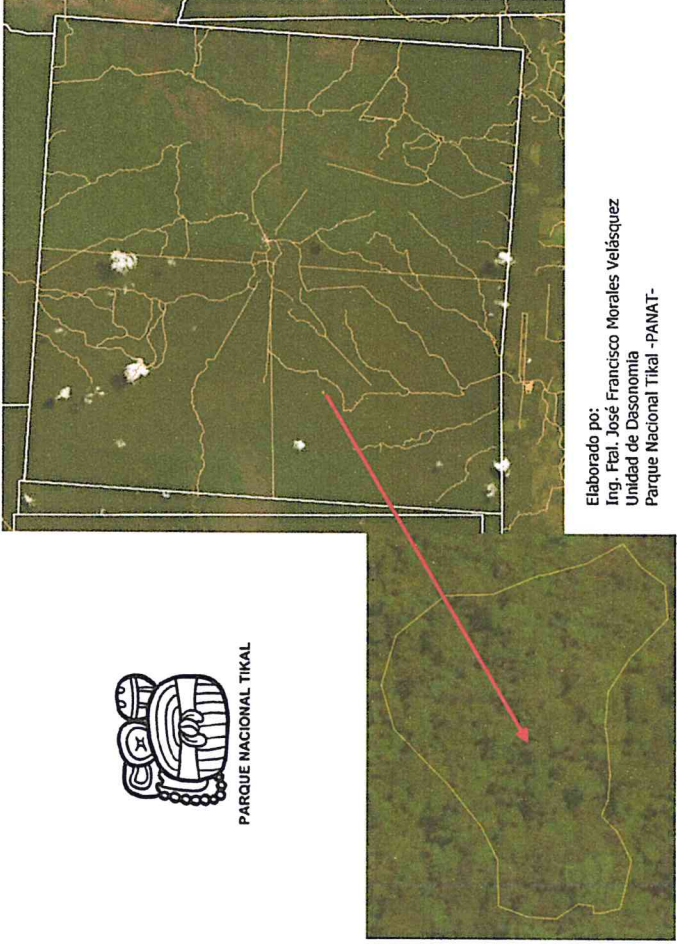 PARQUE NACIONAL TIKAL
Elaborado po:
Ing. Ftal. José Francisco Morales Velásquez
Unidad de Dasonomia
Parque Nacional Tikal -PANAT-